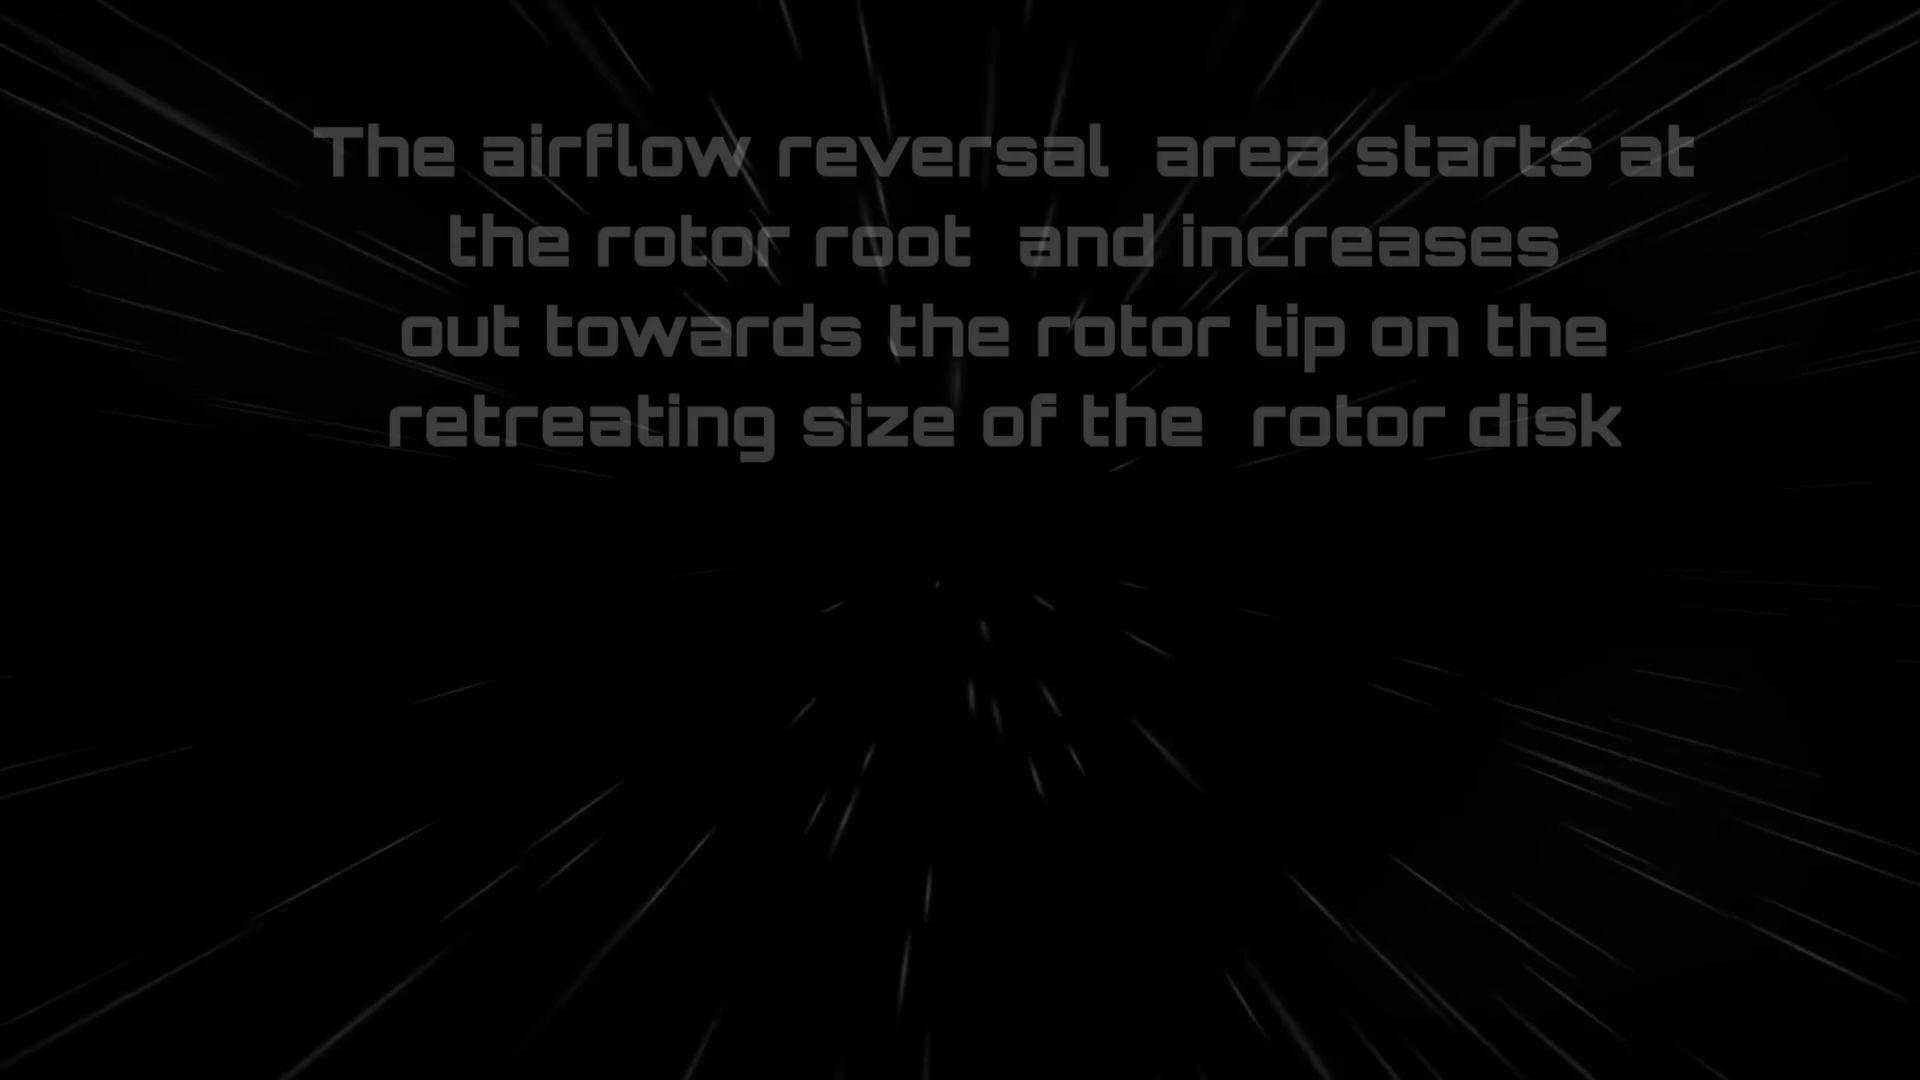 The airflow reversal  area starts at
the rotor root  and increases
out towards the rotor tip on the
retreating size of the  rotor disk